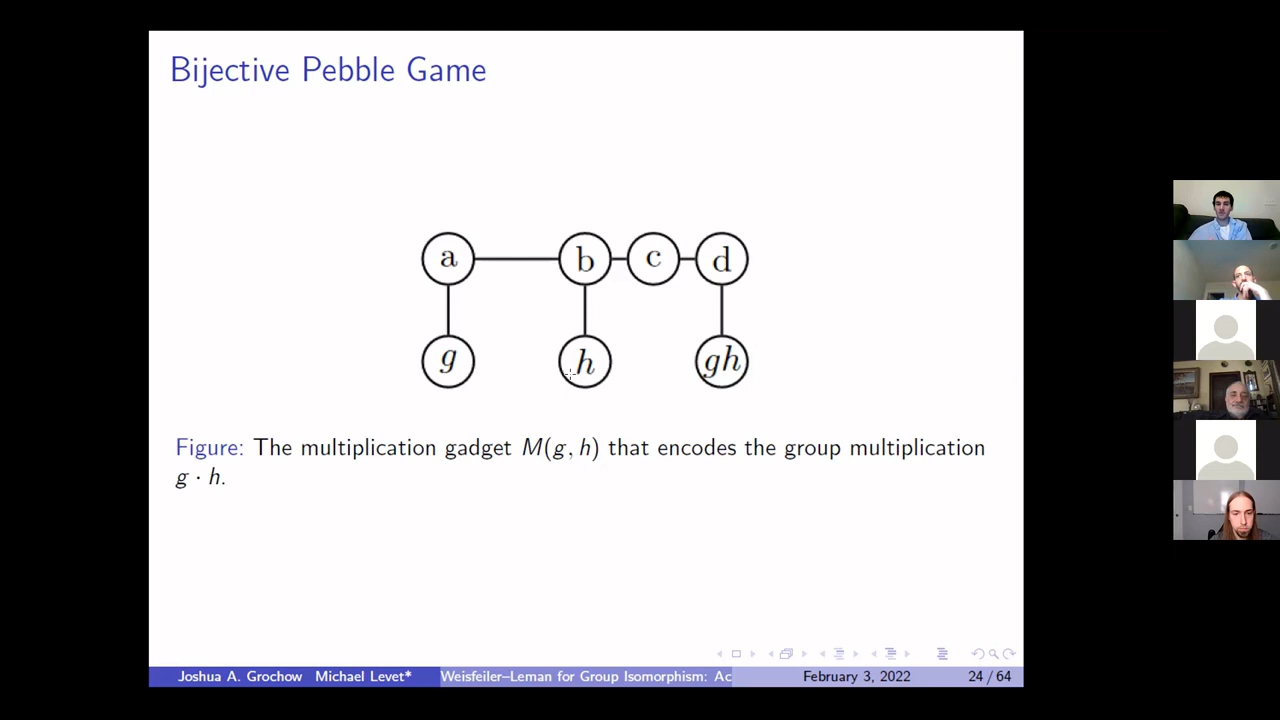 Bijective Pebble Game
a b c d
g h gh
Figure: The multiplication gadget M(g, h) that encodes the group multiplication
g · h.
Joshua A. Grochow Michael Levet* Weisfeiler–Leman for Group Isomorphism: Ac February 3, 2022 24 / 64